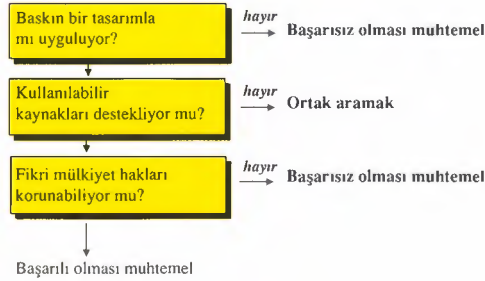 Baskın bir tasarımla
mı uyguluyor?
hayır
Başarısız olması muhtemel
Kullanılabilir
kaynakları destekliyor mu?
hayır
Ortak aramak
Fikri mülkiyet hakları
korunabiliyor mu?
hayır
Başarısız olması muhtemel
Başarılı olması muhtemel